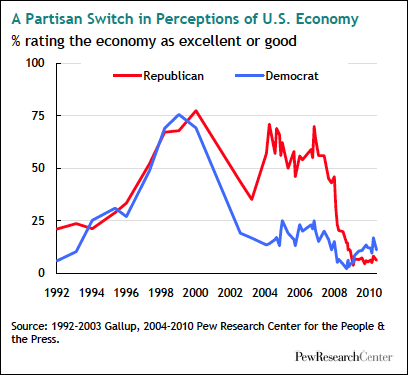 A Partisan Switch in Perceptions of U.S. Economy
% rating the economy as excellent or good
100
Republican Democrat
75
50
25
0
1992 1994 1996 1998 2000 2002 2004 2006 2008 2010
Source: 1992-2003 Gallup, 2004-2010 Pew Research Center for the People &
the Press.
PewResearchCenter